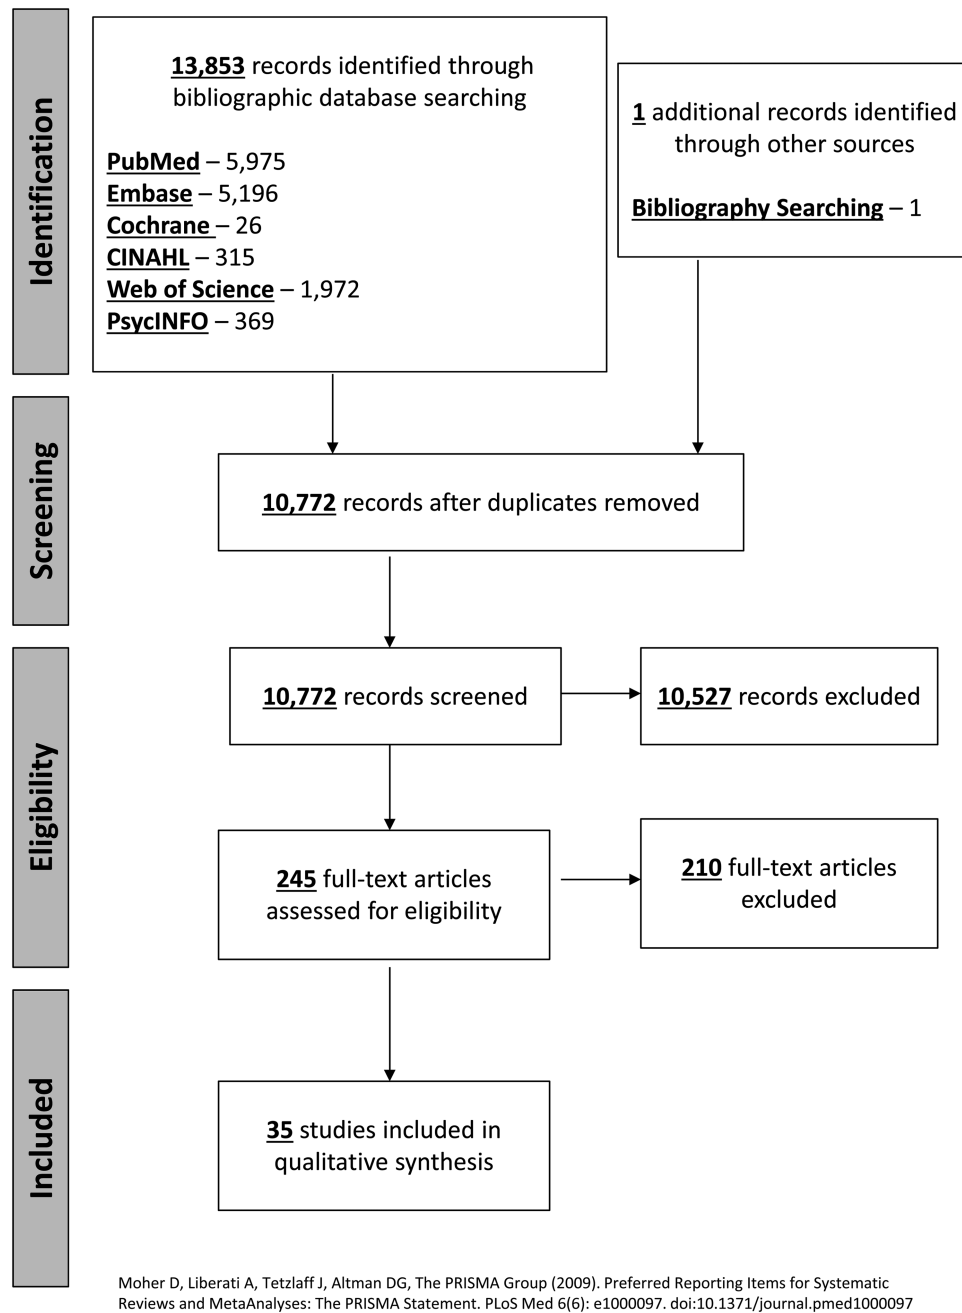 Identification
13,853 records identified through
bibliographic database searching
PubMed – 5,975
Embase – 5,196
Cochrane – 26
CINAHL – 315
Web of Science – 1,972
PsycINFO – 369
1 additional records identified
through other sources
Bibliography Searching – 1
Screening
10,772 records after duplicates removed
Eligibility
10,772 records screened
10,527 records excluded
245 full-text articles
assessed for eligibility
210 full-text articles
excluded
Included
35 studies included in
qualitative synthesis
Moher D, Liberati A, Tetzlaff J, Altman DG, The PRISMA Group (2009). Preferred Reporting Items for Systematic
Reviews and MetaAnalyses: The PRISMA Statement. PLoS Med 6(6): e1000097. doi:10.1371/journal.pmed1000097